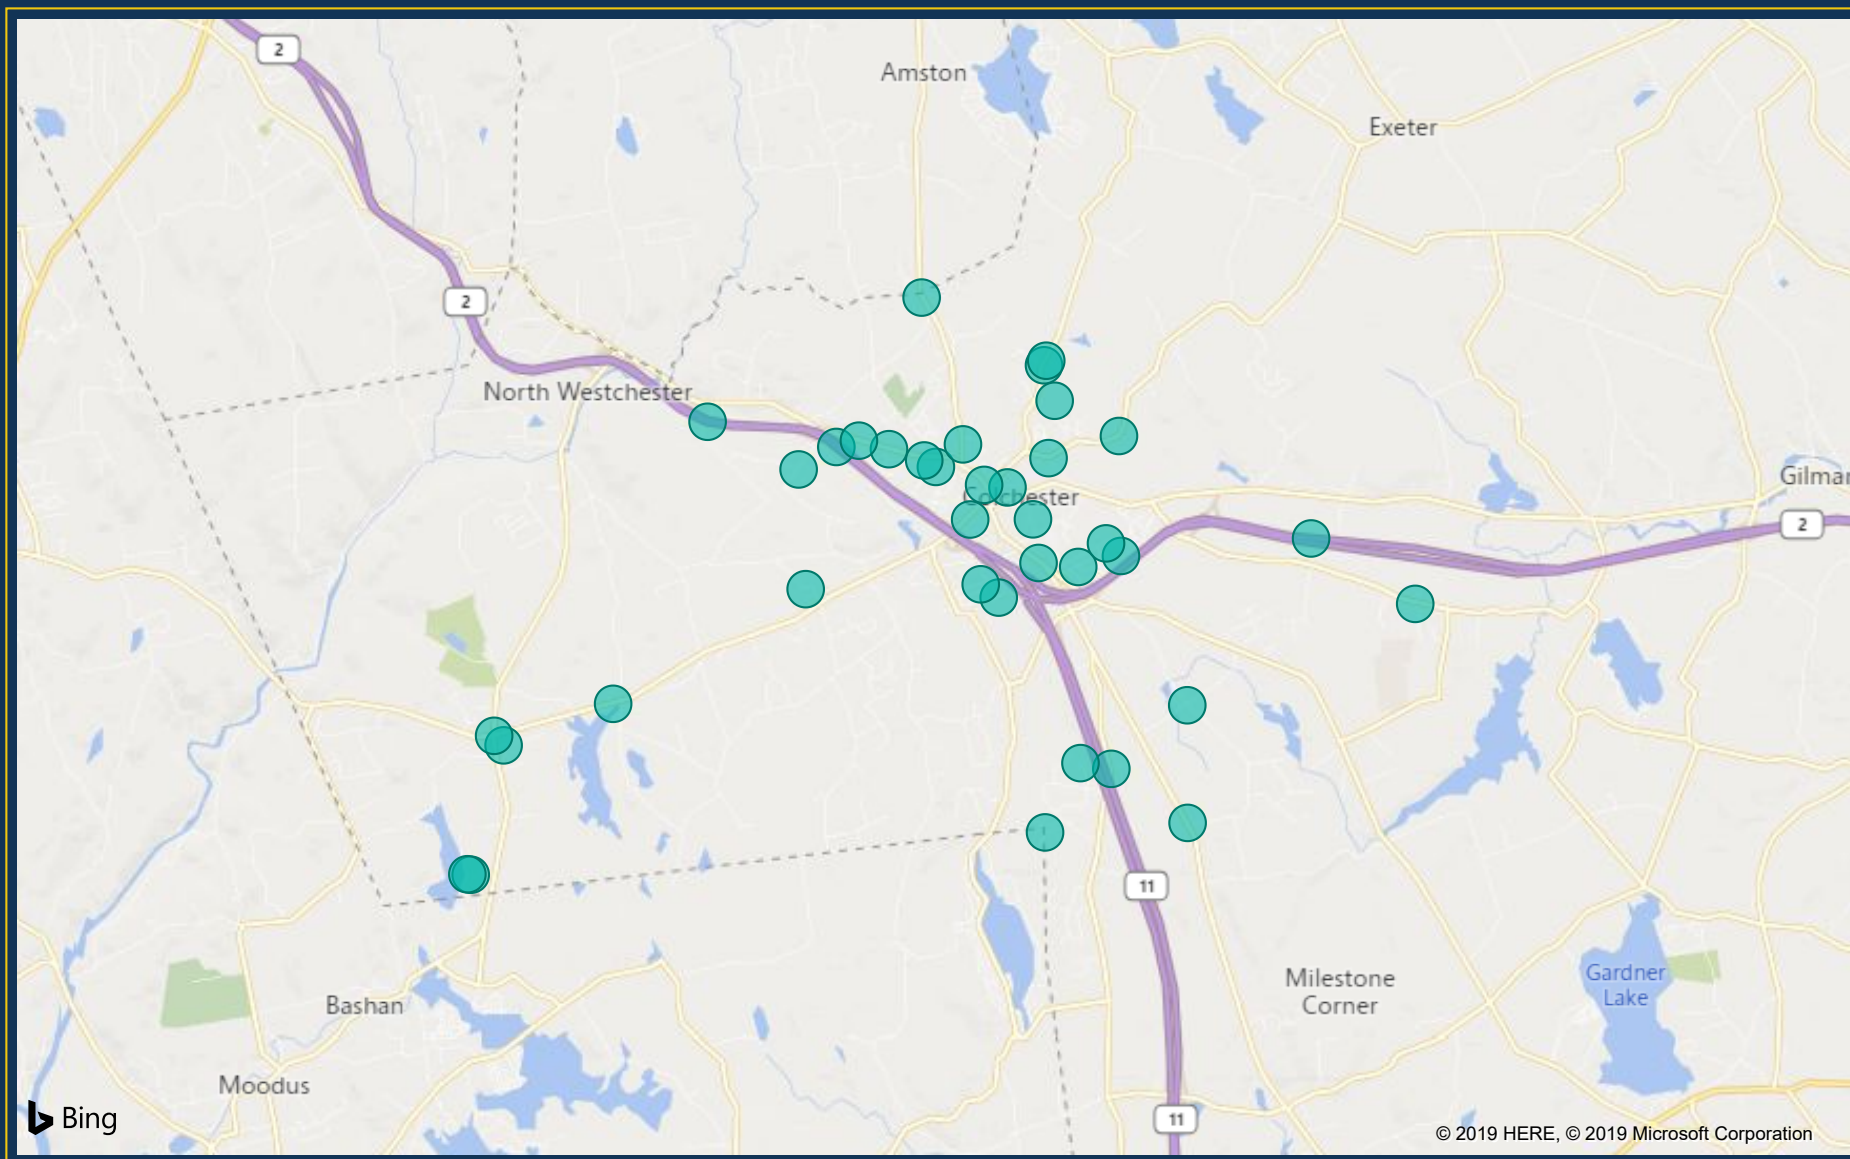 2
Amston
Exeter
2
North Westchester
Gilmar
Colchester
2
11
Gardner
Lake
Milestone
Corner
Bashan
Moodus
Bing
11
© 2019 HERE, © 2019 Microsoft Corporation